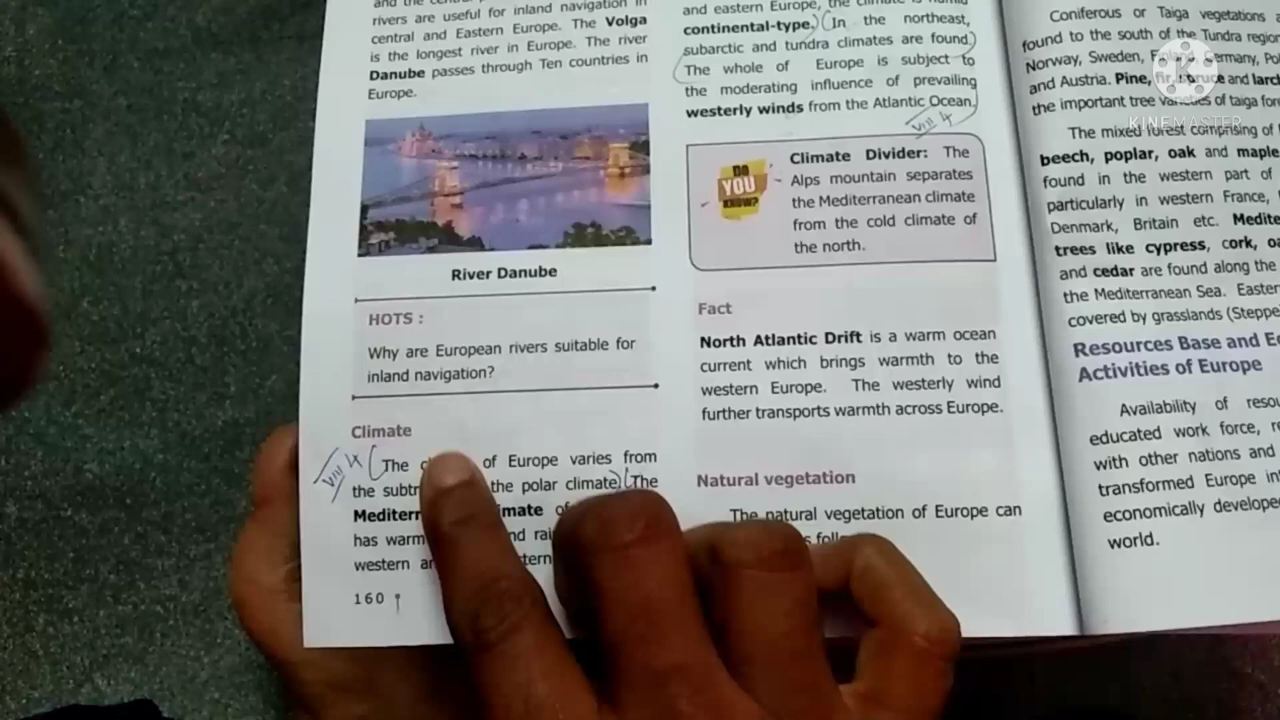 rivers are useful for inland navigation in
central and Eastern Europe. The Volga
is the longest river in Europe. The river
Danube passes through Ten countries in
Europe.
River Danube
HOTS :
Why are European rivers suitable for
inland navigation?
Climate
VIII 4 (The of Europe varies from
the the polar climate.) (The
of
has warm
western
160
and eastern Europe, the climate is
continental-type.) (In the northeast,
subarctic and tundra climates are found.)
(The whole of Europe is subject to
the moderating influence of prevailing
westerly winds from the Atlantic Ocean.)
VIII 4
DO YOU KNOW?
Climate Divider: The
Alps mountain separates
the Mediterranean climate
from the cold climate of
the north.
Fact
North Atlantic Drift is a warm ocean
current which brings warmth to the
western Europe. The westerly wind
further transports warmth across Europe.
Natural vegetation
The natural vegetation of Europe can
Coniferous or Taiga vegetations
found to the south of the Tundra
Norway, Sweden,
and Austria. Pine, and
the important tree varieties of taiga
The mixed forest comprising of
beech, poplar, oak and maple
found in the western part of
particularly in western France,
Denmark, Britain etc.
trees like cypress, cork,
and cedar are found along the
the Mediterranean Sea.
covered by grasslands
Resources Base and
Activities of Europe
Availability of
educated work force,
with other nations and
transformed Europe
economically
world.
K
KINEMASTER